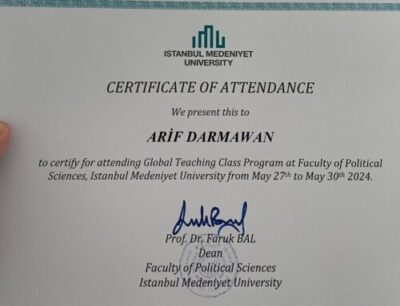 ISTANBUL MEDENIYET
UNIVERSITY
CERTIFICATE OF ATTENDANCE
We present this to
ARİF DARMAWAN
to certify for attending Global Teaching Class Program at Faculty of Political
Sciences, Istanbul Medeniyet University from May 27th to May 30th 2024.
Prof. Dr. Faruk BAL
Dean
Faculty of Political Sciences
Istanbul Medeniyet University